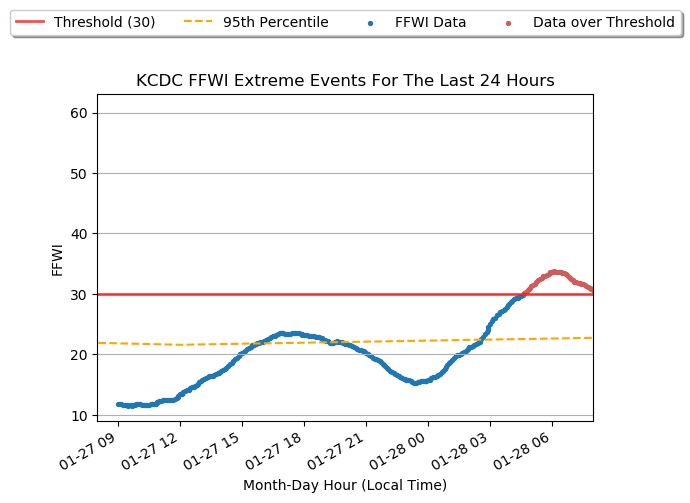 Threshold (30) 95th Percentile FFWI Data Data over Threshold
KCDC FFWI Extreme Events For The Last 24 Hours
60
50
40
30
20
10
FFWI
01-27 09 01-27 12 01-27 15 01-27 18 01-27 21 01-28 00 01-28 03 01-28 06
Month-Day Hour (Local Time)